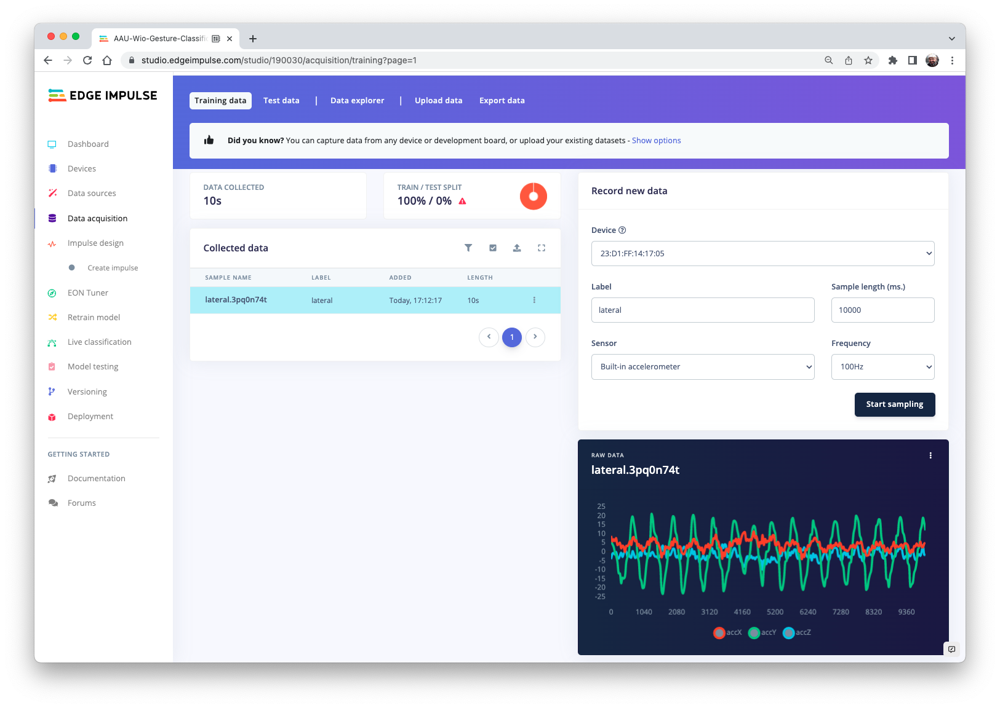 AAU-Wio-Gesture-Classific
studio.edgeimpulse.com/studio/190030/acquisition/training?page=1
EDGE IMPULSE
Training data
Test data
|
Data explorer
|
Upload data
Export data
Did you know? You can capture data from any device or development board, or upload your existing datasets - Show options
Dashboard
Devices
Data sources
Data acquisition
Impulse design
Create impulse
EON Tuner
Retrain model
Live classification
Model testing
Versioning
Deployment
GETTING STARTED
Documentation
Forums
DATA COLLECTED
10s
TRAIN / TEST SPLIT
100% / 0%
Collected data
SAMPLE NAME LABEL ADDED LENGTH
lateral.3pq0n74t lateral Today, 17:12:17 10s
1
Record new data
Device
23:D1:FF:14:17:05
Label
lateral
Sample length (ms.)
10000
Sensor
Built-in accelerometer
Frequency
100Hz
Start sampling
RAW DATA
lateral.3pq0n74t
25
20
15
10
5
0
-5
-10
-15
-20
-25
0 1040 2080 3120 4160 5200 6240 7280 8320 9360
accX accY accZ